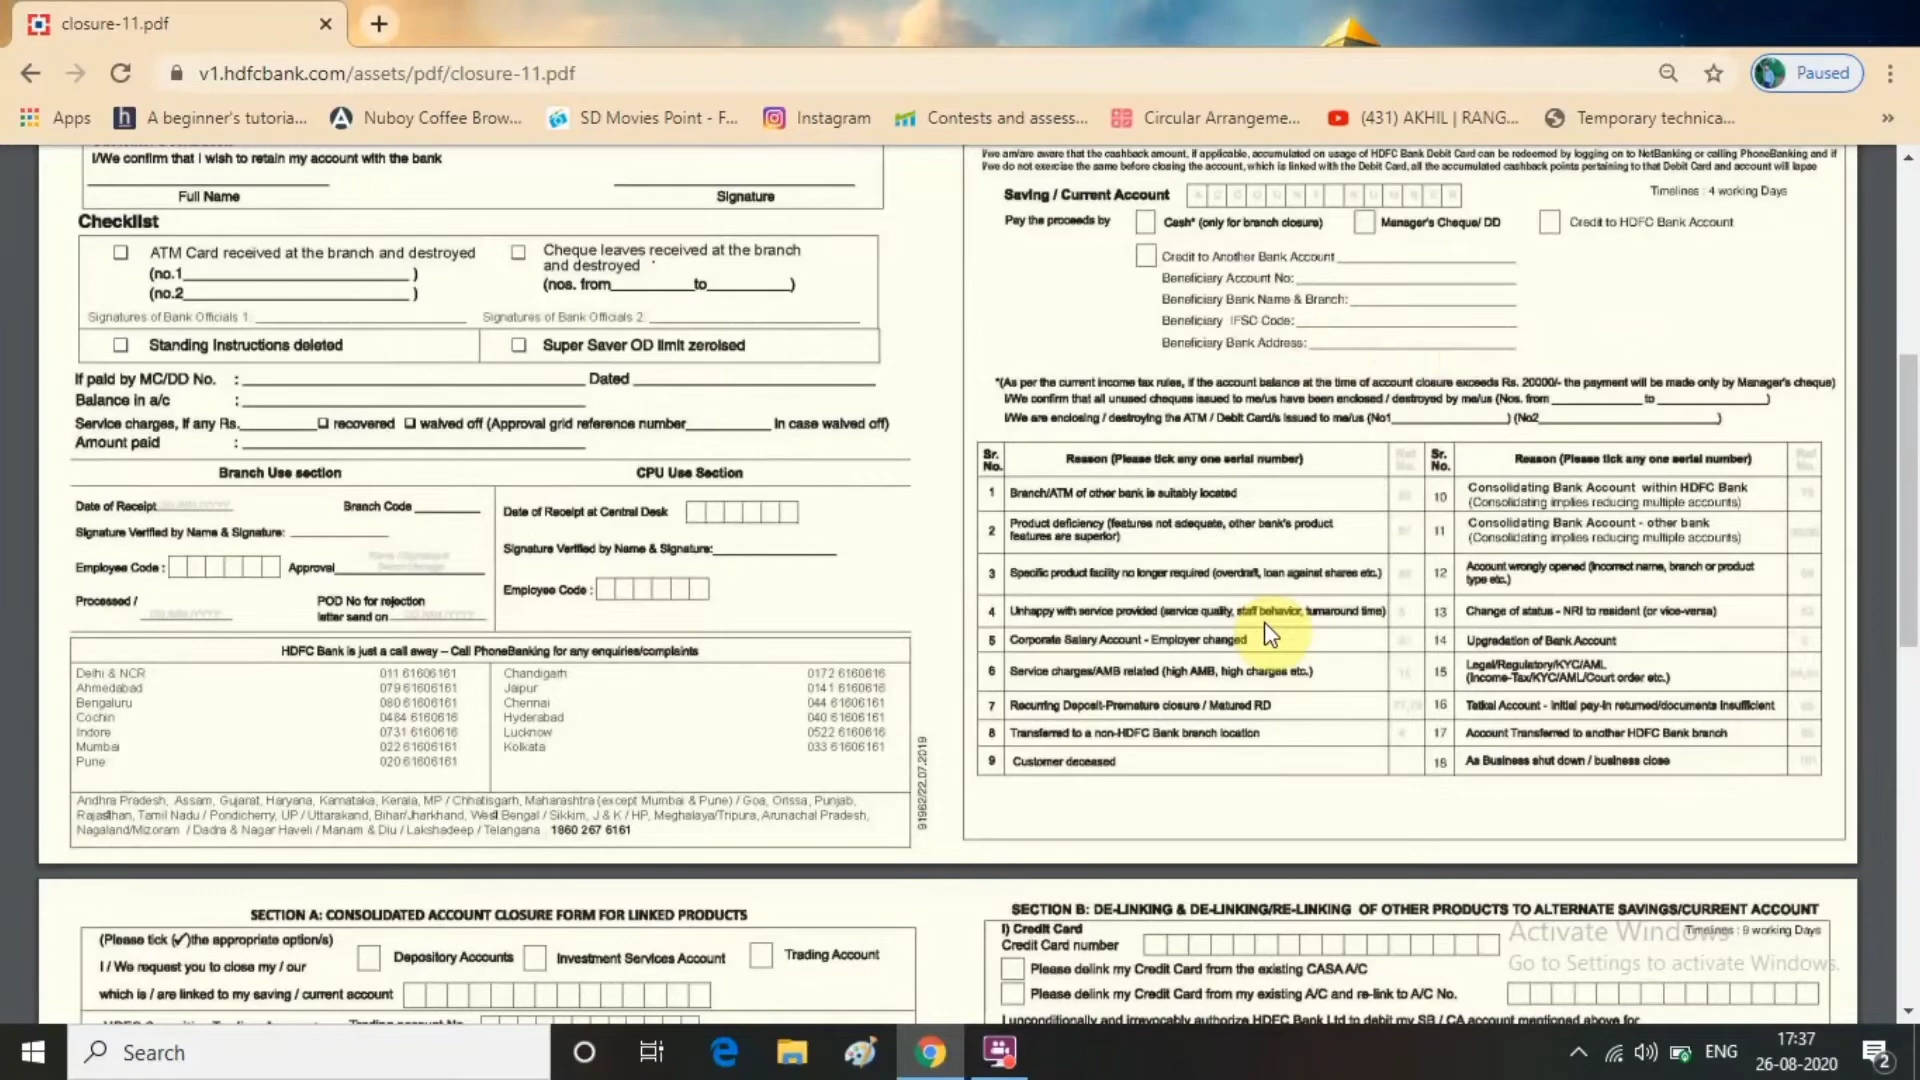 closure-11.pdf
v1.hdfcbank.com/assets/pdf/closure-11.pdf
Paused
Apps
A beginner's tutoria...
Nuboy Coffee Brow...
SD Movies Point - F...
Instagram
Contests and assess...
Circular Arrangeme...
(431) AKHIL | RANG...
Temporary technica...
»
I/We confirm that I wish to retain my account with the bank
Full Name Signature
Checklist
ATM Card received at the branch and destroyed
(no.1 )
(no.2 )
Cheque leaves received at the branch
and destroyed
(nos. from to )
Signatures of Bank Officials 1: Signatures of Bank Officials 2:
Standing Instructions deleted Super Saver OD limit zeroised
If paid by MC/DD No. : Dated
Balance in a/c :
Service charges, if any Rs. recovered waived off (Approval grid reference number In case waived off)
Amount paid :
Branch Use section
Date of Receipt Branch Code
Signature Verified by Name & Signature:
Employee Code : Approval
Processed / POD No for rejection
letter send on
CPU Use Section
Date of Receipt at Central Desk
Signature Verified by Name & Signature:
Employee Code :
HDFC Bank is just a call away – Call PhoneBanking for any enquiries/complaints
Delhi & NCR 011 61606161
Ahmedabad 079 61606161
Bengaluru 080 61606161
Cochin 0484 6160616
Indore 0731 6160616
Mumbai 022 61606161
Pune 020 61606161
Chandigarh 0172 6160616
Jaipur 0141 6160616
Chennai 044 61606161
Hyderabad 040 61606161
Lucknow 0522 6160616
Kolkata 033 61606161
Andhra Pradesh, Assam, Gujarat, Haryana, Karnataka, Kerala, MP / Chhatisgarh, Maharashtra (except Mumbai & Pune) / Goa, Orissa, Punjab,
Rajasthan, Tamil Nadu / Pondicherry, UP / Uttarakand, Bihar/Jharkhand, West Bengal / Sikkim, J & K / HP, Meghalaya/Tripura, Arunachal Pradesh,
Nagaland/Mizoram / Dadra & Nagar Haveli / Manam & Diu / Lakshadeep / Telangana 1860 267 6161
91962/22.07.2019
I/we am/are aware that the cashback amount, if applicable, accumulated on usage of HDFC Bank Debit Card can be redeemed by logging on to NetBanking or calling PhoneBanking and if
I/we do not exercise the same before closing the account, which is linked with the Debit Card, all the accumulated cashback points pertaining to that Debit Card and account will lapse
Saving / Current Account ACCOUNT NUMBER Timelines : 4 working Days
Pay the proceeds by Cash* (only for branch closure) Manager's Cheque/ DD Credit to HDFC Bank Account
Credit to Another Bank Account
Beneficiary Account No:
Beneficiary Bank Name & Branch:
Beneficiary IFSC Code:
Beneficiary Bank Address:
*(As per the current income tax rules, if the account balance at the time of account closure exceeds Rs. 20000/- the payment will be made only by Manager's cheque)
I/We confirm that all unused cheques issued to me/us have been enclosed / destroyed by me/us (Nos. from to )
I/We are enclosing / destroying the ATM / Debit Card/s issued to me/us (No1 ) (No2 )
Sr. No. Reason (Please tick any one serial number) Ref No. Sr. No. Reason (Please tick any one serial number) Ref No.
1 Branch/ATM of other bank is suitably located
2 Product deficiency (features not adequate, other bank's product
features are superior)
3 Specific product facility no longer required (overdraft, loan against shares etc.)
4 Unhappy with service provided (service quality, staff behavior, turnaround time)
5 Corporate Salary Account - Employer changed
6 Service charges/AMB related (high AMB, high charges etc.)
7 Recurring Deposit-Premature closure / Matured RD
8 Transferred to a non-HDFC Bank branch location
9 Customer deceased
10 Consolidating Bank Account within HDFC Bank
(Consolidating implies reducing multiple accounts)
11 Consolidating Bank Account - other bank
(Consolidating implies reducing multiple accounts)
12 Account wrongly opened (incorrect name, branch or product
type etc.)
13 Change of status - NRI to resident (or vice-versa)
14 Upgradation of Bank Account
15 Legal/Regulatory/KYC/AML
(Income-Tax/KYC/AML/Court order etc.)
16 Tatkal Account - initial pay-in returned/documents insufficient
17 Account Transferred to another HDFC Bank branch
18 As Business shut down / business close
SECTION A: CONSOLIDATED ACCOUNT CLOSURE FORM FOR LINKED PRODUCTS
(Please tick (✓)the appropriate option/s)
I / We request you to close my / our
Depository Accounts Investment Services Account Trading Account
which is / are linked to my saving / current account
SECTION B: DE-LINKING & DE-LINKING/RE-LINKING OF OTHER PRODUCTS TO ALTERNATE SAVINGS/CURRENT ACCOUNT
I) Credit Card Timelines : 9 working Days
Credit Card number
Please delink my Credit Card from the existing CASA A/C
Please delink my Credit Card from my existing A/C and re-link to A/C No.
I unconditionally and irrevocably authorize HDFC Bank Ltd to debit my SB / CA account mentioned above for
Activate Windows
Go to Settings to activate Windows.
Search
ENG
17:37
26-08-2020
2